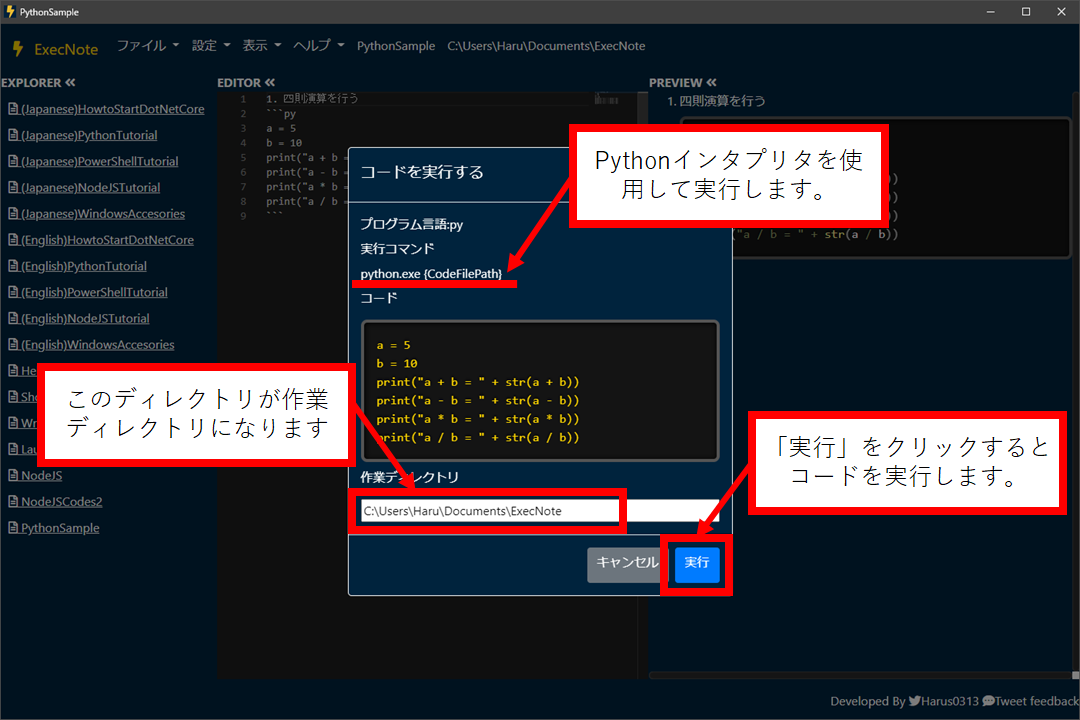 PythonSample
ExecNote ファイル 設定 表示 ヘルプ PythonSample C:\Users\Haru\Documents\ExecNote
EXPLORER
(Japanese)HowtoStartDotNetCore
(Japanese)PythonTutorial
(Japanese)PowerShellTutorial
(Japanese)NodeJSTutorial
(Japanese)WindowsAccesories
(English)HowtoStartDotNetCore
(English)PythonTutorial
(English)PowerShellTutorial
(English)NodeJSTutorial
(English)WindowsAccesories
NodeJS
NodeJSCodes2
PythonSample
EDITOR
1 1. 四則演算を行う
2 ```py
3 a = 5
4 b = 10
5 print("a + b =
6 print("a - b =
7 print("a * b =
8 print("a / b =
9 ```
PREVIEW
1. 四則演算を行う
"a / b = " + str(a / b))
コードを実行する
プログラム言語:py
実行コマンド
python.exe {CodeFilePath}
コード
a = 5
b = 10
print("a + b = " + str(a + b))
print("a - b = " + str(a - b))
print("a * b = " + str(a * b))
print("a / b = " + str(a / b))
作業ディレクトリ
C:\Users\Haru\Documents\ExecNote
キャンセル 実行
Pythonインタプリタを使
用して実行します。
このディレクトリが作業
ディレクトリになります
「実行」をクリックすると
コードを実行します。
Developed By Harus0313 Tweet feedback